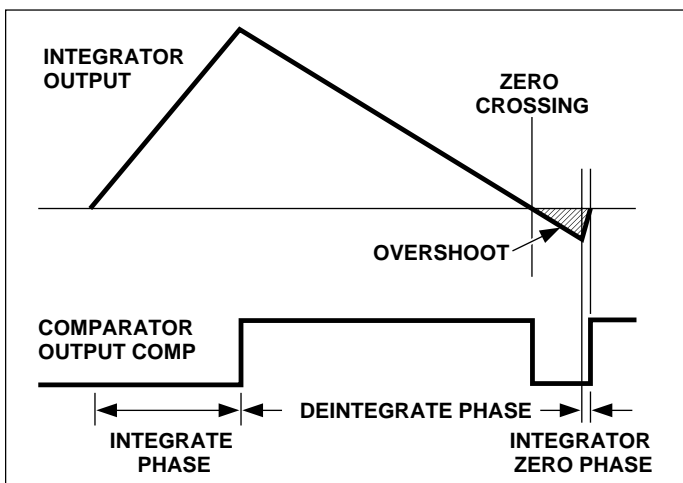 INTEGRATOR
OUTPUT
ZERO
CROSSING
OVERSHOOT
COMPARATOR
OUTPUT COMP
DEINTEGRATE PHASE
INTEGRATE
PHASE
INTEGRATOR
ZERO PHASE